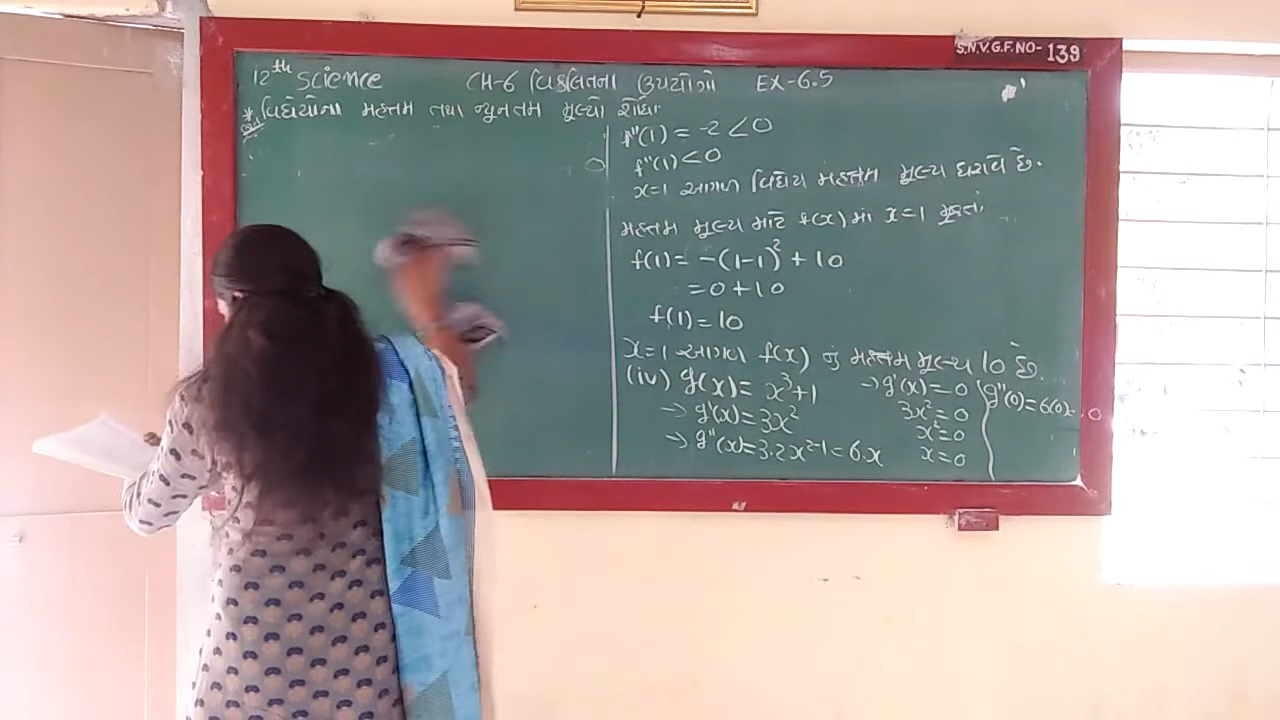 S.N.V.G.F.NO- 139
12th Science CH-6 વિકલિતના ઉપયોગો EX-6.5
* વિધેયોના મહત્તમ તથા ન્યૂનતમ મૂલ્યો શોધો
f''(1) = -2 < 0
f''(1) < 0
x=1 આગળ વિધેય મહત્તમ મૂલ્ય ધરાવે છે.
મહત્તમ મૂલ્ય માટે f(x) માં x=1 મૂકતાં
f(1) = -(1-1)² + 10
= 0 + 10
f(1) = 10
x=1 આગળ f(x) નું મહત્તમ મૂલ્ય 10 છે.
(iv) g(x) = x³+1
→ g'(x) = 3x²
→ g''(x) = 3·2x²⁻¹ = 6·x
→ g'(x) = 0
3x² = 0
x² = 0
x = 0
g''(0) = 6(0) = 0